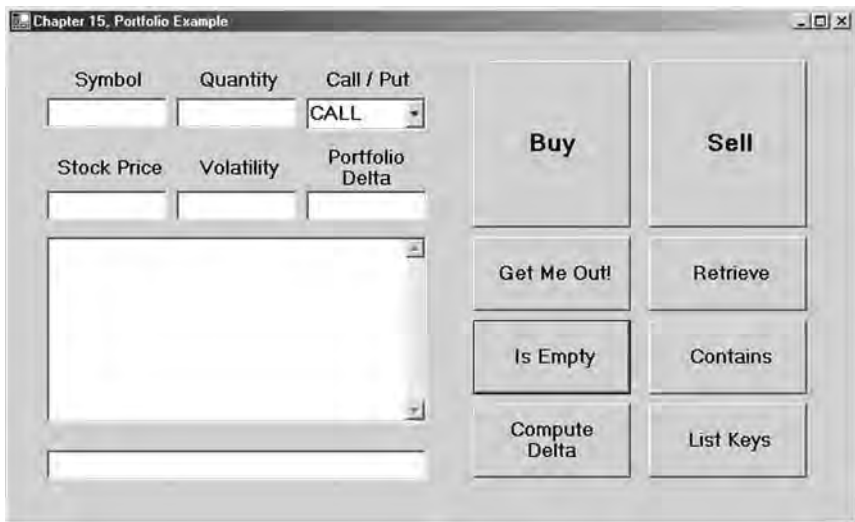 Chapter 15, Portfolio Example
Symbol Quantity Call / Put
CALL
Stock Price Volatility Portfolio Delta
Buy
Sell
Get Me Out!
Retrieve
Is Empty
Contains
Compute
Delta
List Keys